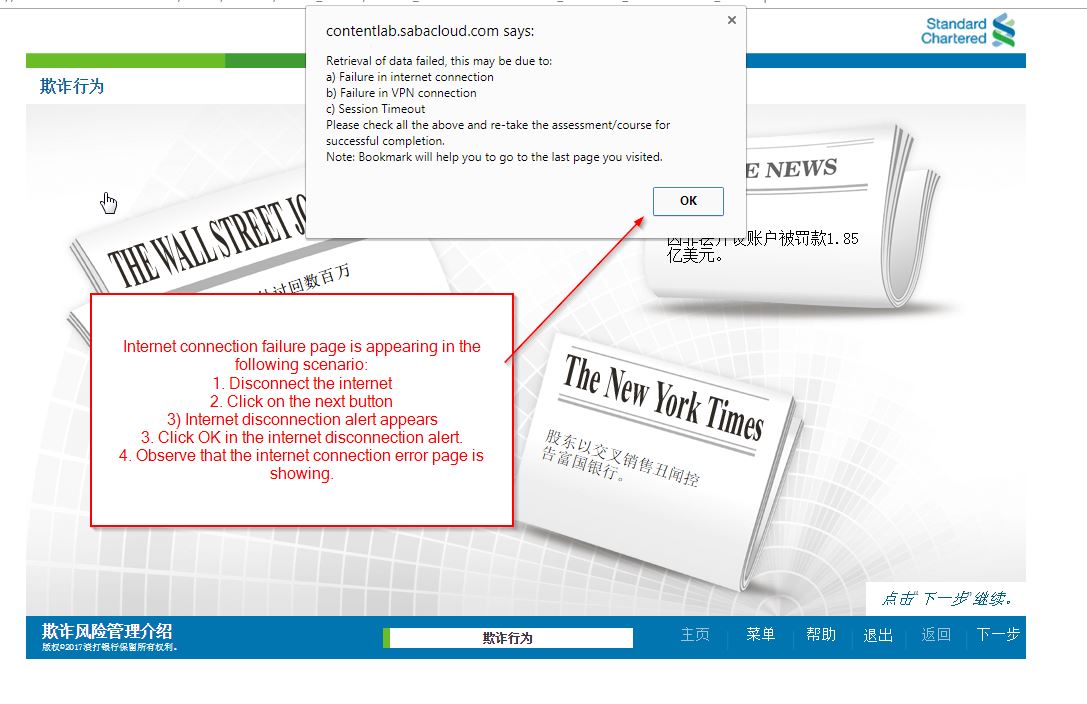 Standard
Chartered
contentlab.sabacloud.com says:
Retrieval of data failed, this may be due to:
a) Failure in internet connection
b) Failure in VPN connection
c) Session Timeout
Please check all the above and re-take the assessment/course for
successful completion.
Note: Bookmark will help you to go to the last page you visited.
OK
欺诈行为
THE WALL STREET JO
过回数百万
E NEWS
因非法开设账户被罚款1.85
亿美元。
Internet connection failure page is appearing in the
following scenario:
1. Disconnect the internet
2. Click on the next button
3) Internet disconnection alert appears
3. Click OK in the internet disconnection alert.
4. Observe that the internet connection error page is
showing.
The New York Times
股东以交叉销售丑闻控
告富国银行。
点击“下一步”继续。
欺诈风险管理介绍
版权©2017渣打银行保留所有权利。
欺诈行为
主页
菜单
帮助
退出
返回
下一步